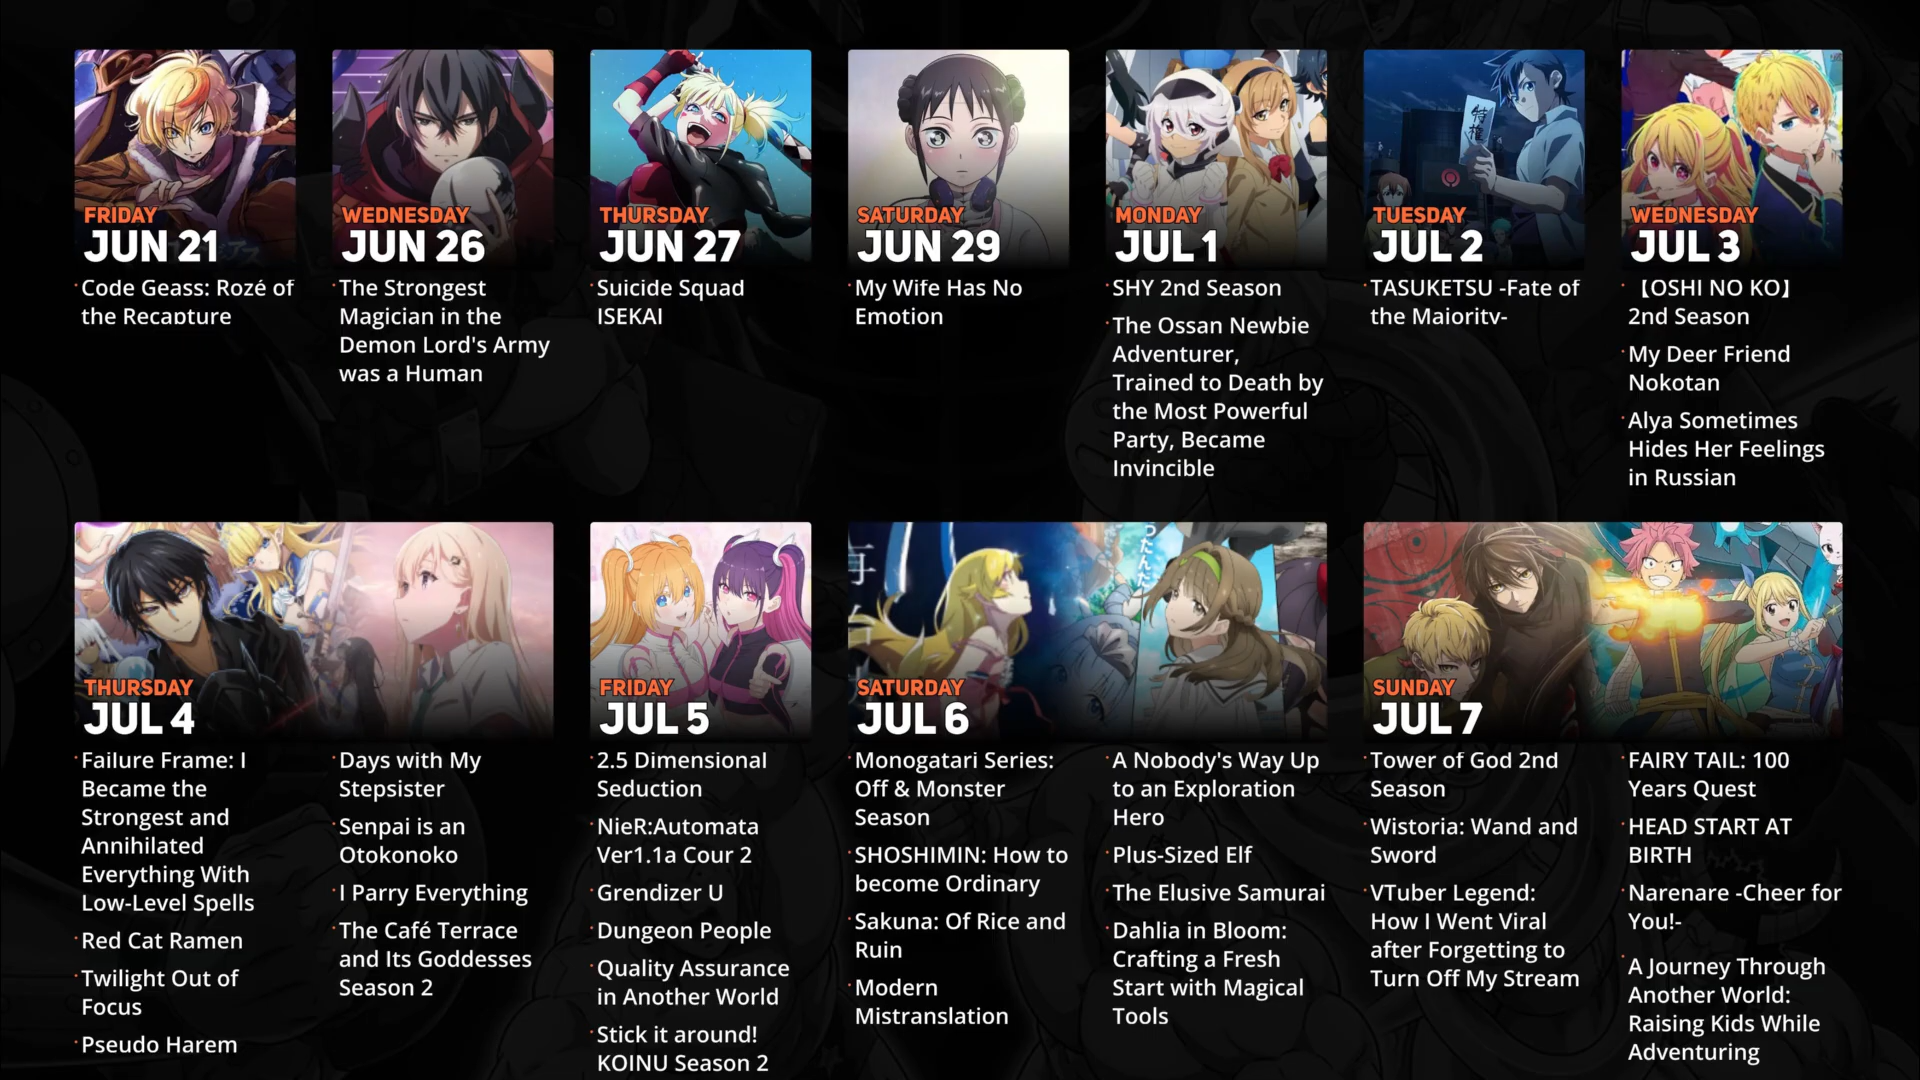 FRIDAY
JUN 21
Code Geass: Rozé of
the Recapture
WEDNESDAY
JUN 26
The Strongest
Magician in the
Demon Lord's Army
was a Human
THURSDAY
JUN 27
Suicide Squad
ISEKAI
SATURDAY
JUN 29
My Wife Has No
Emotion
MONDAY
JUL 1
SHY 2nd Season
The Ossan Newbie
Adventurer,
Trained to Death by
the Most Powerful
Party, Became
Invincible
特権
TUESDAY
JUL 2
TASUKETSU -Fate of
the Majority-
WEDNESDAY
JUL 3
【OSHI NO KO】
2nd Season
My Deer Friend
Nokotan
Alya Sometimes
Hides Her Feelings
in Russian
THURSDAY
JUL 4
Failure Frame: I
Became the
Strongest and
Annihilated
Everything With
Low-Level Spells
Red Cat Ramen
Twilight Out of
Focus
Pseudo Harem
Days with My
Stepsister
Senpai is an
Otokonoko
I Parry Everything
The Café Terrace
and Its Goddesses
Season 2
FRIDAY
JUL 5
2.5 Dimensional
Seduction
NieR:Automata
Ver1.1a Cour 2
Grendizer U
Dungeon People
Quality Assurance
in Another World
Stick it around!
KOINU Season 2
ったんだ
SATURDAY
JUL 6
Monogatari Series:
Off & Monster
Season
SHOSHIMIN: How to
become Ordinary
Sakuna: Of Rice and
Ruin
Modern
Mistranslation
A Nobody's Way Up
to an Exploration
Hero
Plus-Sized Elf
The Elusive Samurai
Dahlia in Bloom:
Crafting a Fresh
Start with Magical
Tools
SUNDAY
JUL 7
Tower of God 2nd
Season
Wistoria: Wand and
Sword
VTuber Legend:
How I Went Viral
after Forgetting to
Turn Off My Stream
FAIRY TAIL: 100
Years Quest
HEAD START AT
BIRTH
Narenare -Cheer for
You!-
A Journey Through
Another World:
Raising Kids While
Adventuring